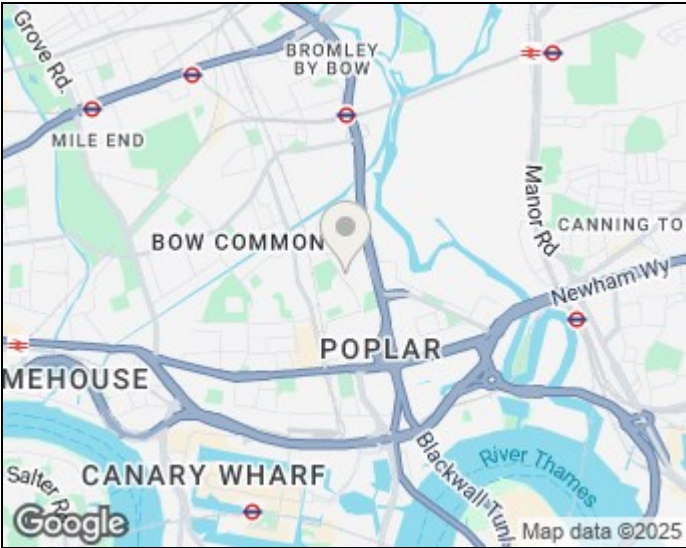 Grove Rd.
BROMLEY
BY BOW
MILE END
Manor Rd
BOW COMMON
CANNING TO
Newham Wy
POPLAR
MEHOUSE
Blackwall Tunl
River Thames
Salter R
CANARY WHARF
Google
Map data ©2025